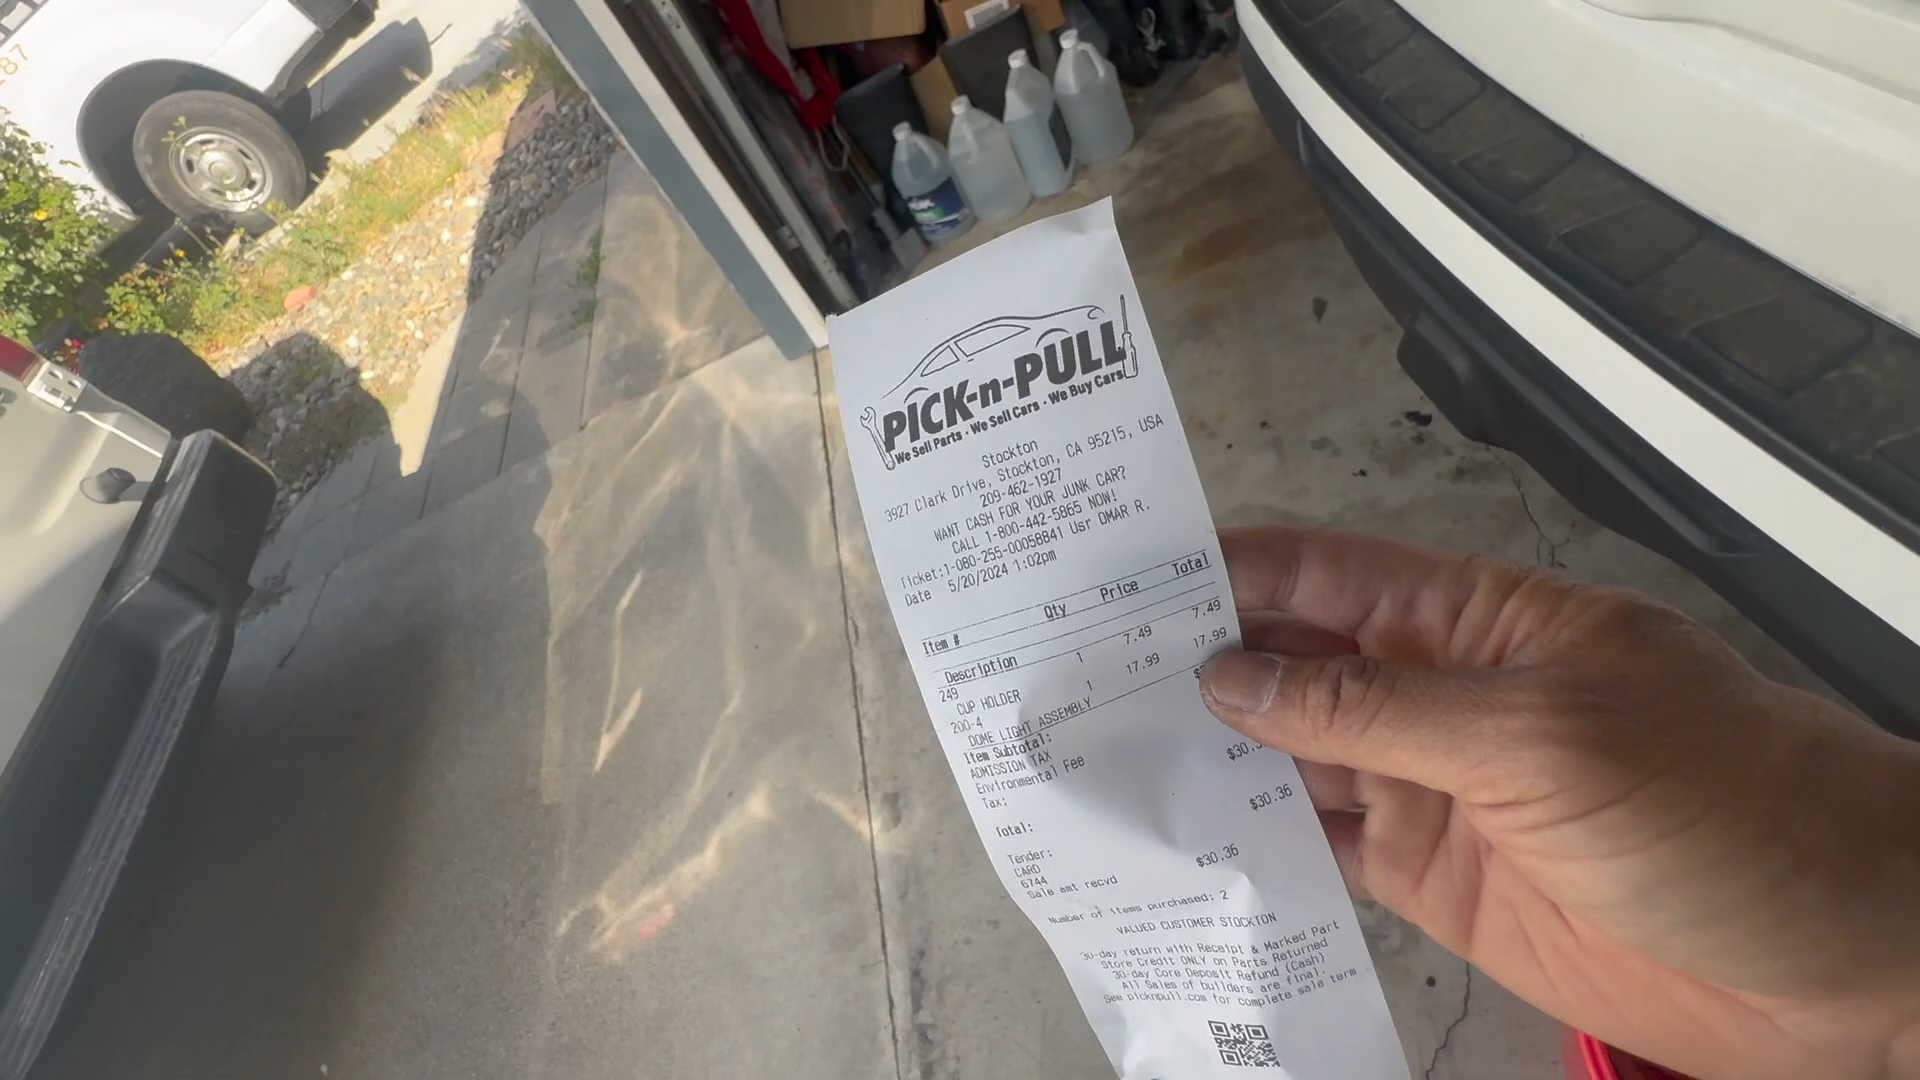 87
PICK-n-PULL
We Sell Parts · We Sell Cars · We Buy Cars
Stockton
3927 Clark Drive, Stockton, CA 95215, USA
209-462-1927
WANT CASH FOR YOUR JUNK CAR?
CALL 1-800-442-5865 NOW!
Ticket:1-080-255-00058841 Usr OMAR R.
Date 5/20/2024 1:02pm
Item # Qty Price Total
Description
249 1 7.49 7.49
CUP HOLDER
200-4 1 17.99 17.99
DOME LIGHT ASSEMBLY
Item Subtotal:
ADMISSION TAX
Environmental Fee
Tax:
Total: $30.36
Tender:
CARD
6744
Sale amt recvd $30.36
Number of items purchased: 2
VALUED CUSTOMER STOCKTON
30-day return with Receipt & Marked Part
Store Credit ONLY on Parts Returned
30-day Core Deposit Refund (Cash)
All Sales of builders are final.
See picknpull.com for complete sale term